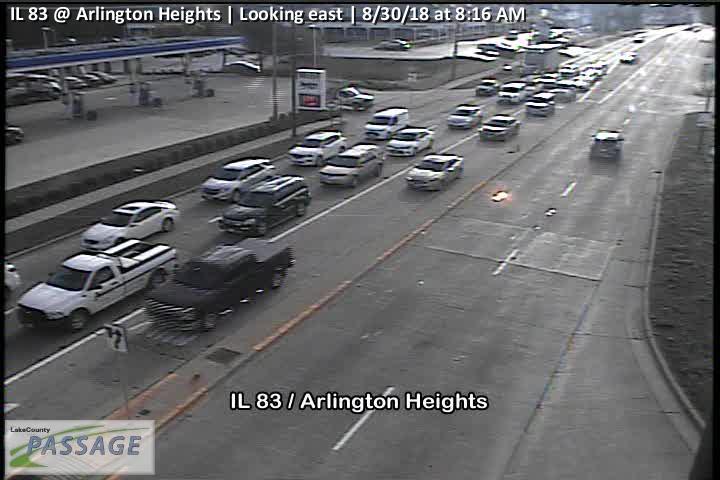 IL 83 @ Arlington Heights | Looking east | 8/30/18 at 8:16 AM
IL 83 / Arlington Heights
LakeCounty
PASSAGE